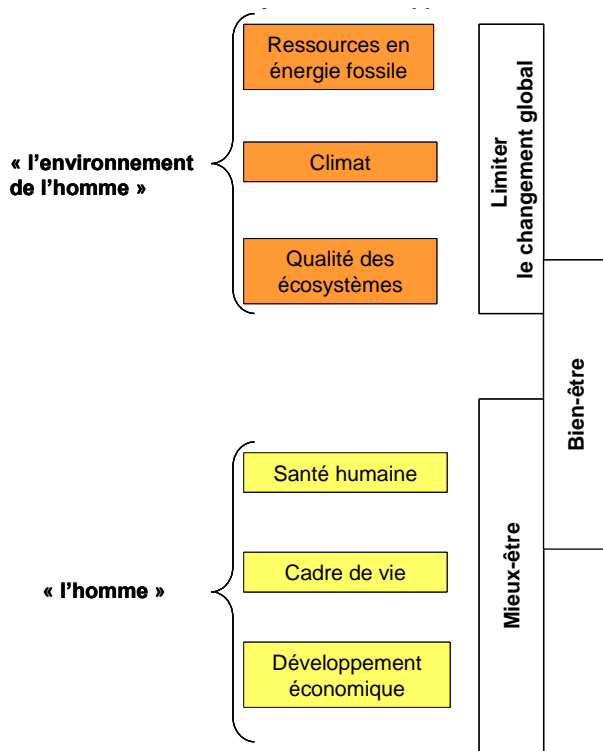 Ressources en
énergie fossile
« l'environnement
de l'homme »
Climat
Qualité des
écosystèmes
Limiter
le changement global
Bien-être
Santé humaine
« l'homme »
Cadre de vie
Développement
économique
Mieux-être